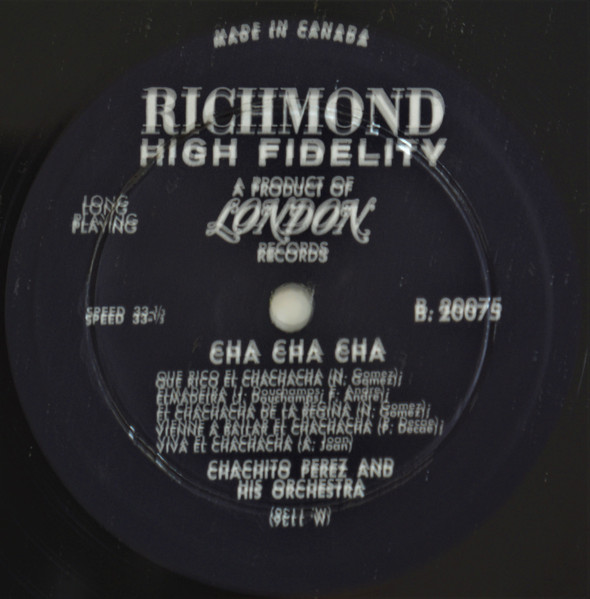 MADE IN CANADA
RICHMOND
HIGH FIDELITY
A PRODUCT OF
LONDON
RECORDS
LONG
PLAYING
SPEED 33-⅓
B. 20075
CHA CHA CHA
QUE RICO EL CHACHACHA (N. Gomez);
ELMADEIRA (J. Douchamps; F. Andre);
EL CHACHACHA DE LA REGINA (N. Gomez);
VIENNE A BAILAR EL CHACHACHA (F. Decae);
VIVA EL CHACHACHA (A. Joan)
CHACHITO PEREZ AND
HIS ORCHESTRA